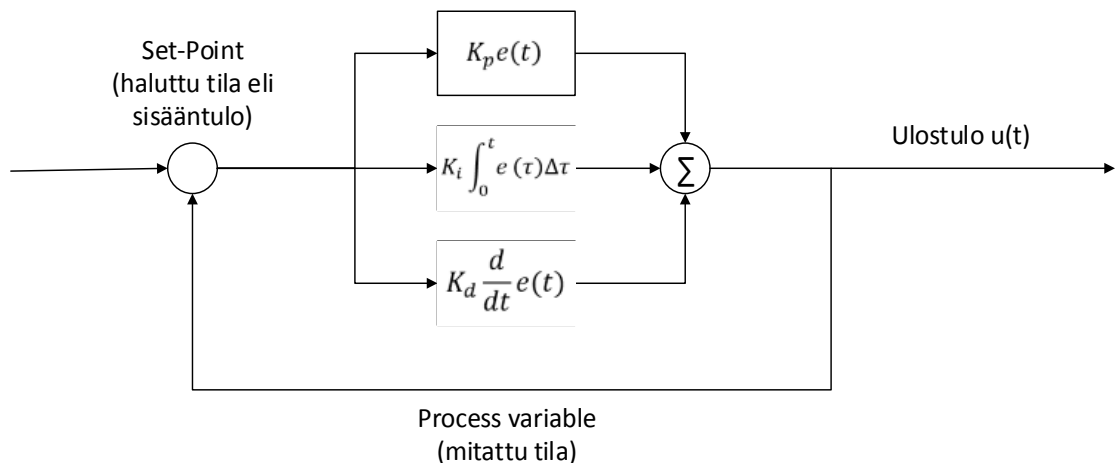 Set-Point
(haluttu tila eli
sisääntulo)
K_p e(t)
K_i ∫_0^t e (τ)Δτ
K_d d/dt e(t)
Σ
Ulostulo u(t)
Process variable
(mitattu tila)